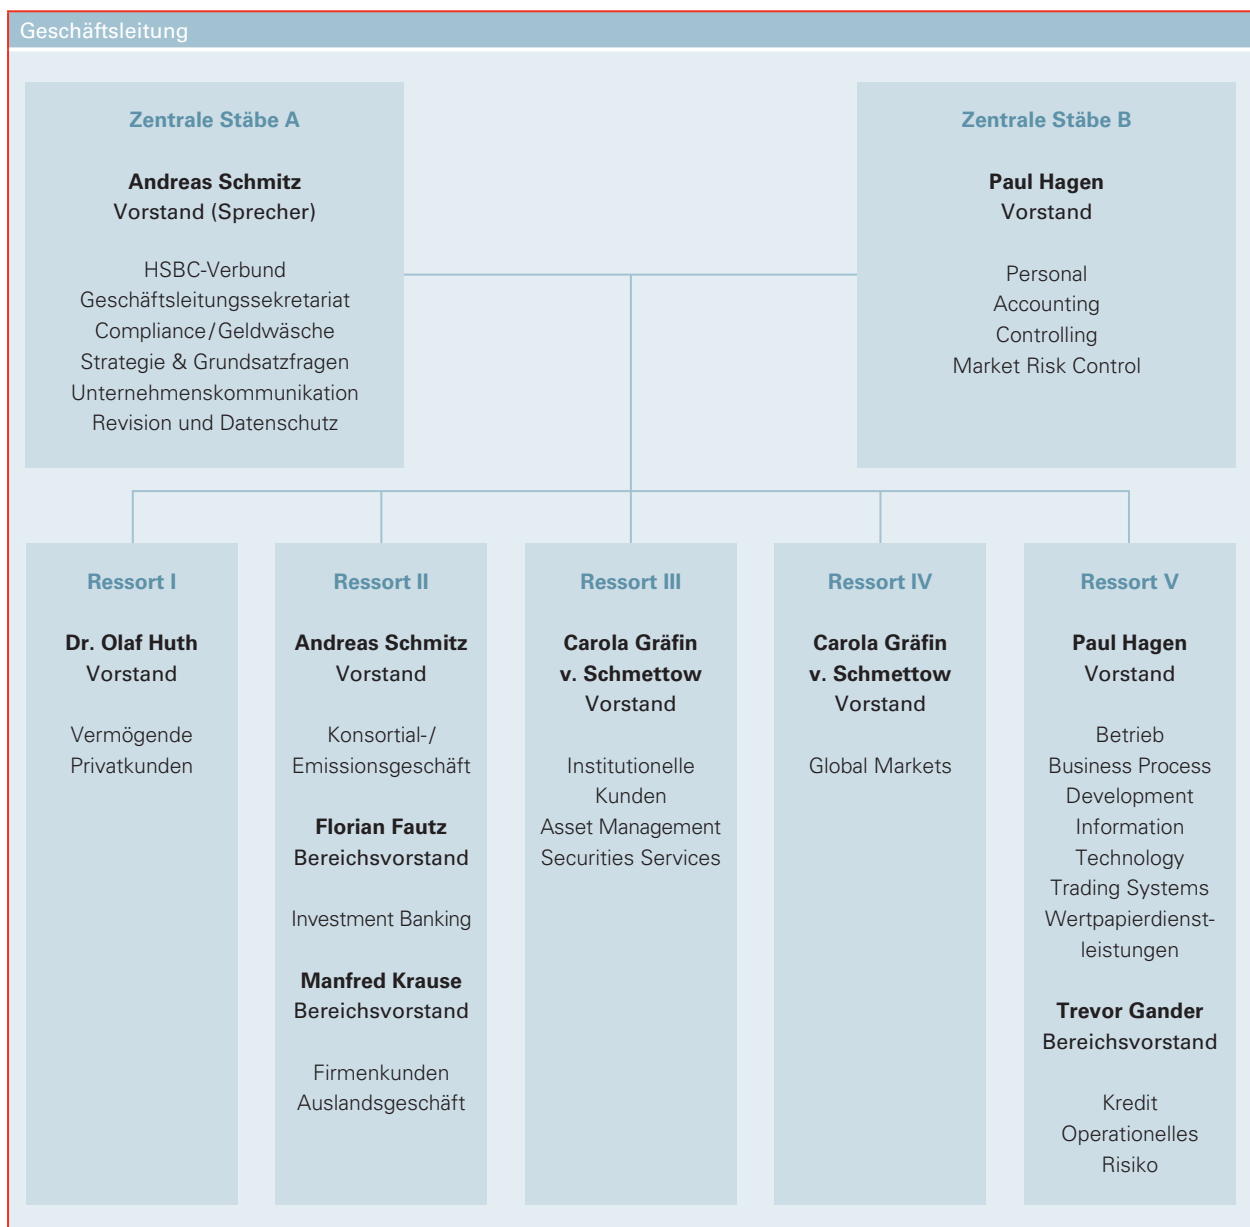 Geschäftsleitung
Zentrale Stäbe A
Andreas Schmitz
Vorstand (Sprecher)
HSBC-Verbund
Geschäftsleitungssekretariat
Compliance/Geldwäsche
Strategie & Grundsatzfragen
Unternehmenskommunikation
Revision und Datenschutz
Zentrale Stäbe B
Paul Hagen
Vorstand
Personal
Accounting
Controlling
Market Risk Control
Ressort I
Dr. Olaf Huth
Vorstand
Vermögende
Privatkunden
Ressort II
Andreas Schmitz
Vorstand
Konsortial-/
Emissionsgeschäft
Florian Fautz
Bereichsvorstand
Investment Banking
Manfred Krause
Bereichsvorstand
Firmenkunden
Auslandsgeschäft
Ressort III
Carola Gräfin
v. Schmettow
Vorstand
Institutionelle
Kunden
Asset Management
Securities Services
Ressort IV
Carola Gräfin
v. Schmettow
Vorstand
Global Markets
Ressort V
Paul Hagen
Vorstand
Betrieb
Business Process
Development
Information
Technology
Trading Systems
Wertpapierdienst-
leistungen
Trevor Gander
Bereichsvorstand
Kredit
Operationelles
Risiko